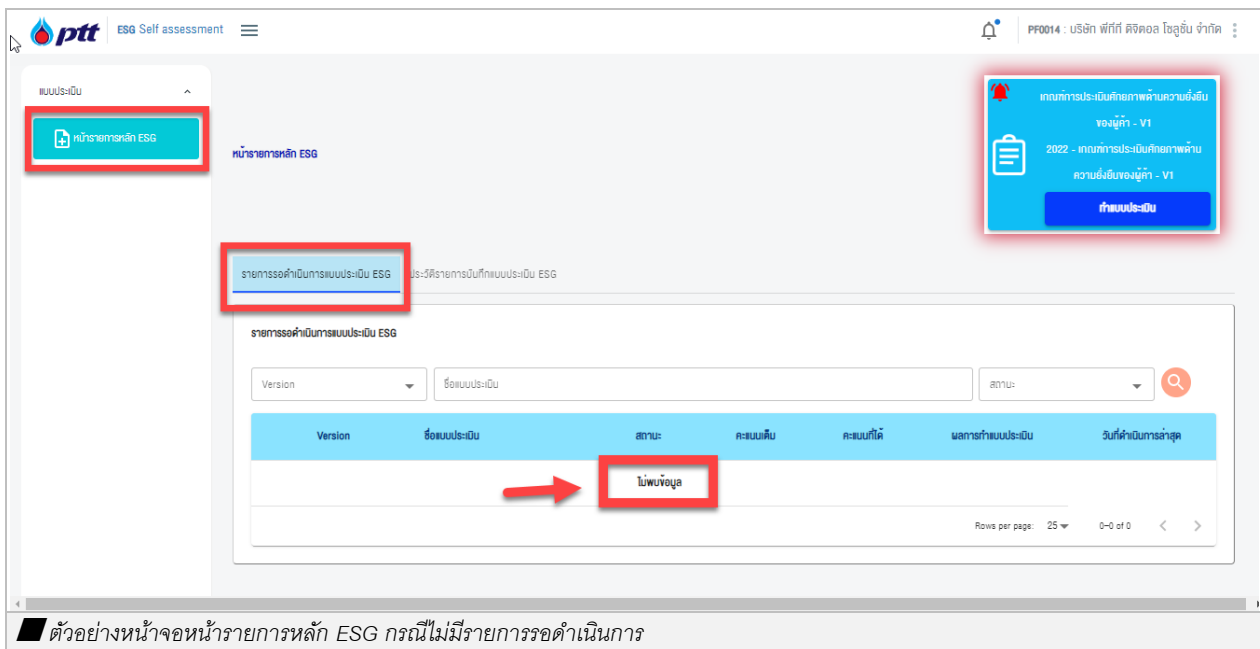 ptt ESG Self assessment PF0014 : บริษัท พีทีที ดิจิตอล โซลูชั่น จำกัด
แบบประเมิน
หน้ารายการหลัก ESG
หน้ารายการหลัก ESG
เกณฑ์การประเมินศักยภาพด้านความยั่งยืน
ของผู้ค้า - V1
2022 - เกณฑ์การประเมินศักยภาพด้าน
ความยั่งยืนของผู้ค้า - V1
ทำแบบประเมิน
รายการรอดำเนินการแบบประเมิน ESG ประวัติรายการบันทึกแบบประเมิน ESG
รายการรอดำเนินการแบบประเมิน ESG
Version ชื่อแบบประเมิน สถานะ
Version ชื่อแบบประเมิน สถานะ คะแนนเต็ม คะแนนที่ได้ ผลการทำแบบประเมิน วันที่ดำเนินการล่าสุด
ไม่พบข้อมูล
Rows per page: 25 0-0 of 0
ตัวอย่างหน้าจอหน้ารายการหลัก ESG กรณีไม่มีรายการรอดำเนินการ